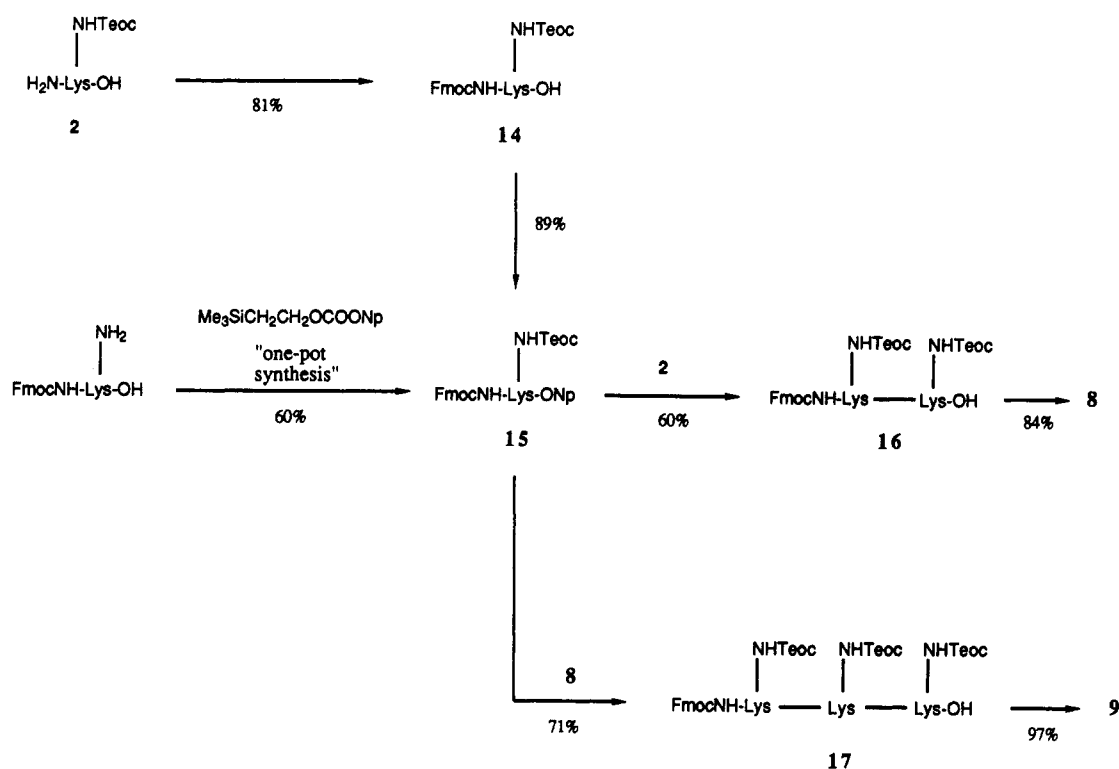 NHTeoc
H2N-Lys-OH
2
81%
NHTeoc
FmocNH-Lys-OH
14
89%
NH2
FmocNH-Lys-OH
Me3SiCH2CH2OCOONp
"one-pot
synthesis"
60%
NHTeoc
FmocNH-Lys-ONp
15
2
60%
NHTeoc NHTeoc
FmocNH-Lys Lys-OH
16
84%
8
8
71%
NHTeoc NHTeoc NHTeoc
FmocNH-Lys Lys Lys-OH
17
97%
9